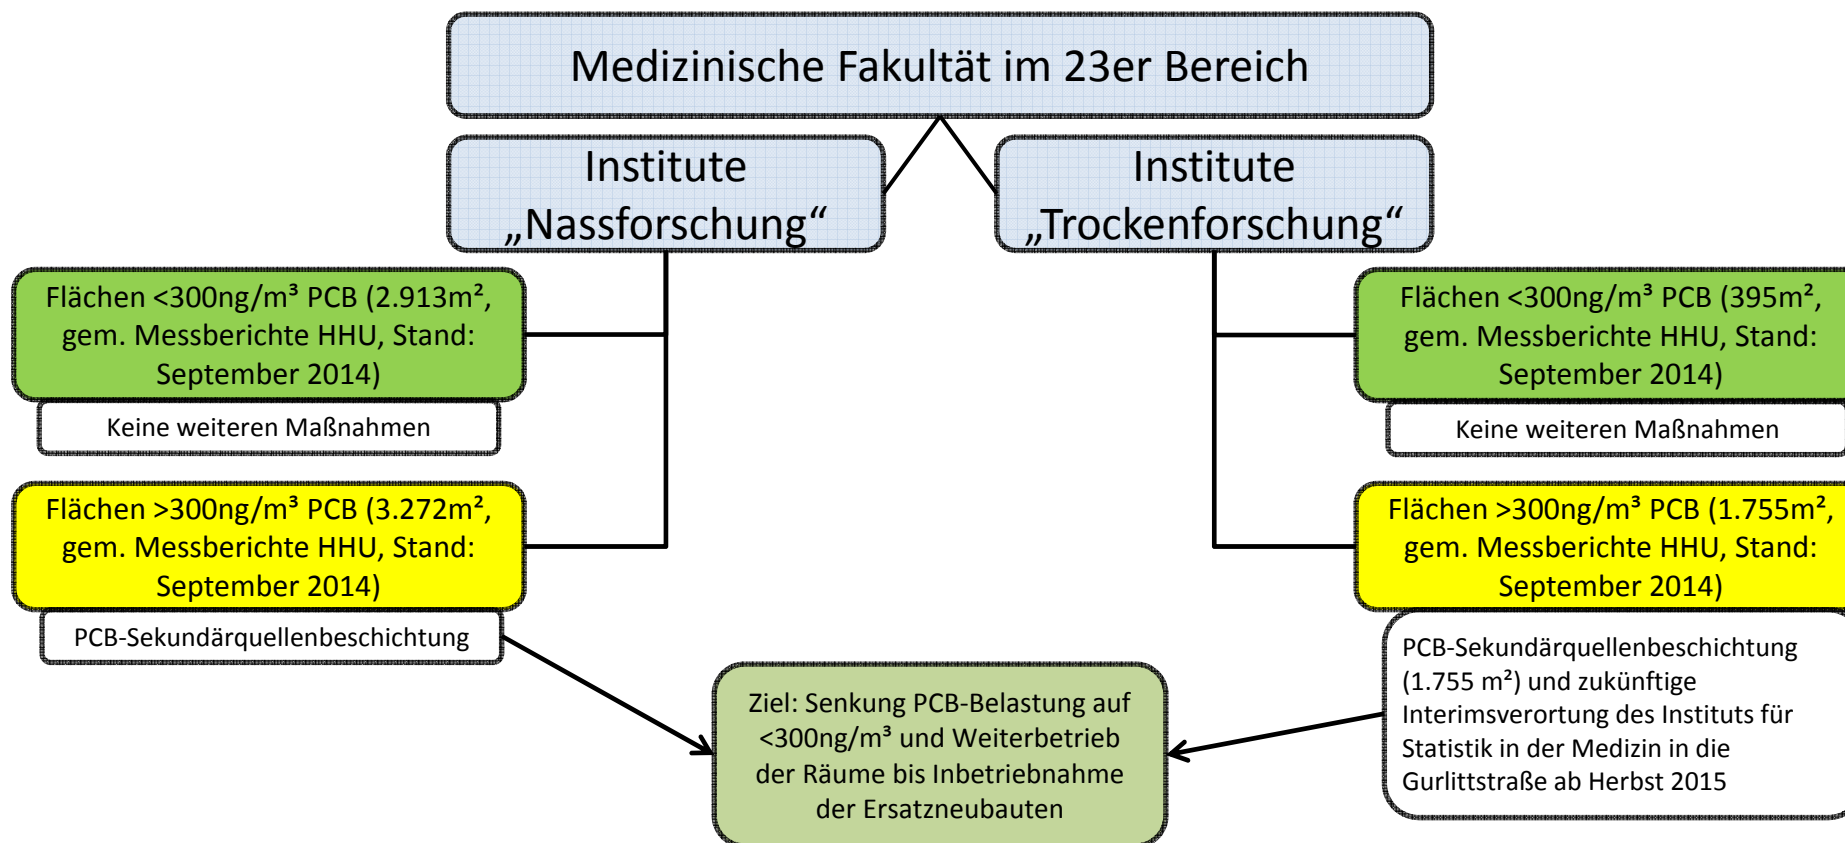 Medizinische Fakultät im 23er Bereich
Institute
„Nassforschung“
Institute
„Trockenforschung“
Flächen <300ng/m³ PCB (2.913m²,
gem. Messberichte HHU, Stand:
September 2014)
Keine weiteren Maßnahmen
Flächen >300ng/m³ PCB (3.272m²,
gem. Messberichte HHU, Stand:
September 2014)
PCB-Sekundärquellenbeschichtung
Flächen <300ng/m³ PCB (395m²,
gem. Messberichte HHU, Stand:
September 2014)
Keine weiteren Maßnahmen
Flächen >300ng/m³ PCB (1.755m²,
gem. Messberichte HHU, Stand:
September 2014)
PCB-Sekundärquellenbeschichtung
(1.755 m²) und zukünftige
Interimsverortung des Instituts für
Statistik in der Medizin in die
Gurlittstraße ab Herbst 2015
Ziel: Senkung PCB-Belastung auf
<300ng/m³ und Weiterbetrieb
der Räume bis Inbetriebnahme
der Ersatzneubauten